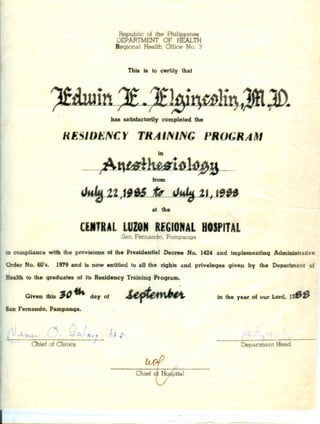 Republic of the Philippines
DEPARTMENT OF HEALTH
Regional Health Office No. 3
This is to certify that
Edwin E. Elgincolin, M.D.
has satisfactorily completed the
RESIDENCY TRAINING PROGRAM
in
Anesthesiology
from
July 22, 1985 to July 21, 1988
at the
CENTRAL LUZON REGIONAL HOSPITAL
San Fernando, Pampanga
in compliance with the provisions of the Presidential Decree No. 1424 and implementing Administrative
Order No. 60's. 1979 and is now entitled to all the rights and priveleges given by the Department of
Health to the graduates of its Residency Training Program.
Given this 30th day of September in the year of our Lord, 1988
San Fernando, Pampanga.
Chief of Clinics
Department Head
Chief of Hospital